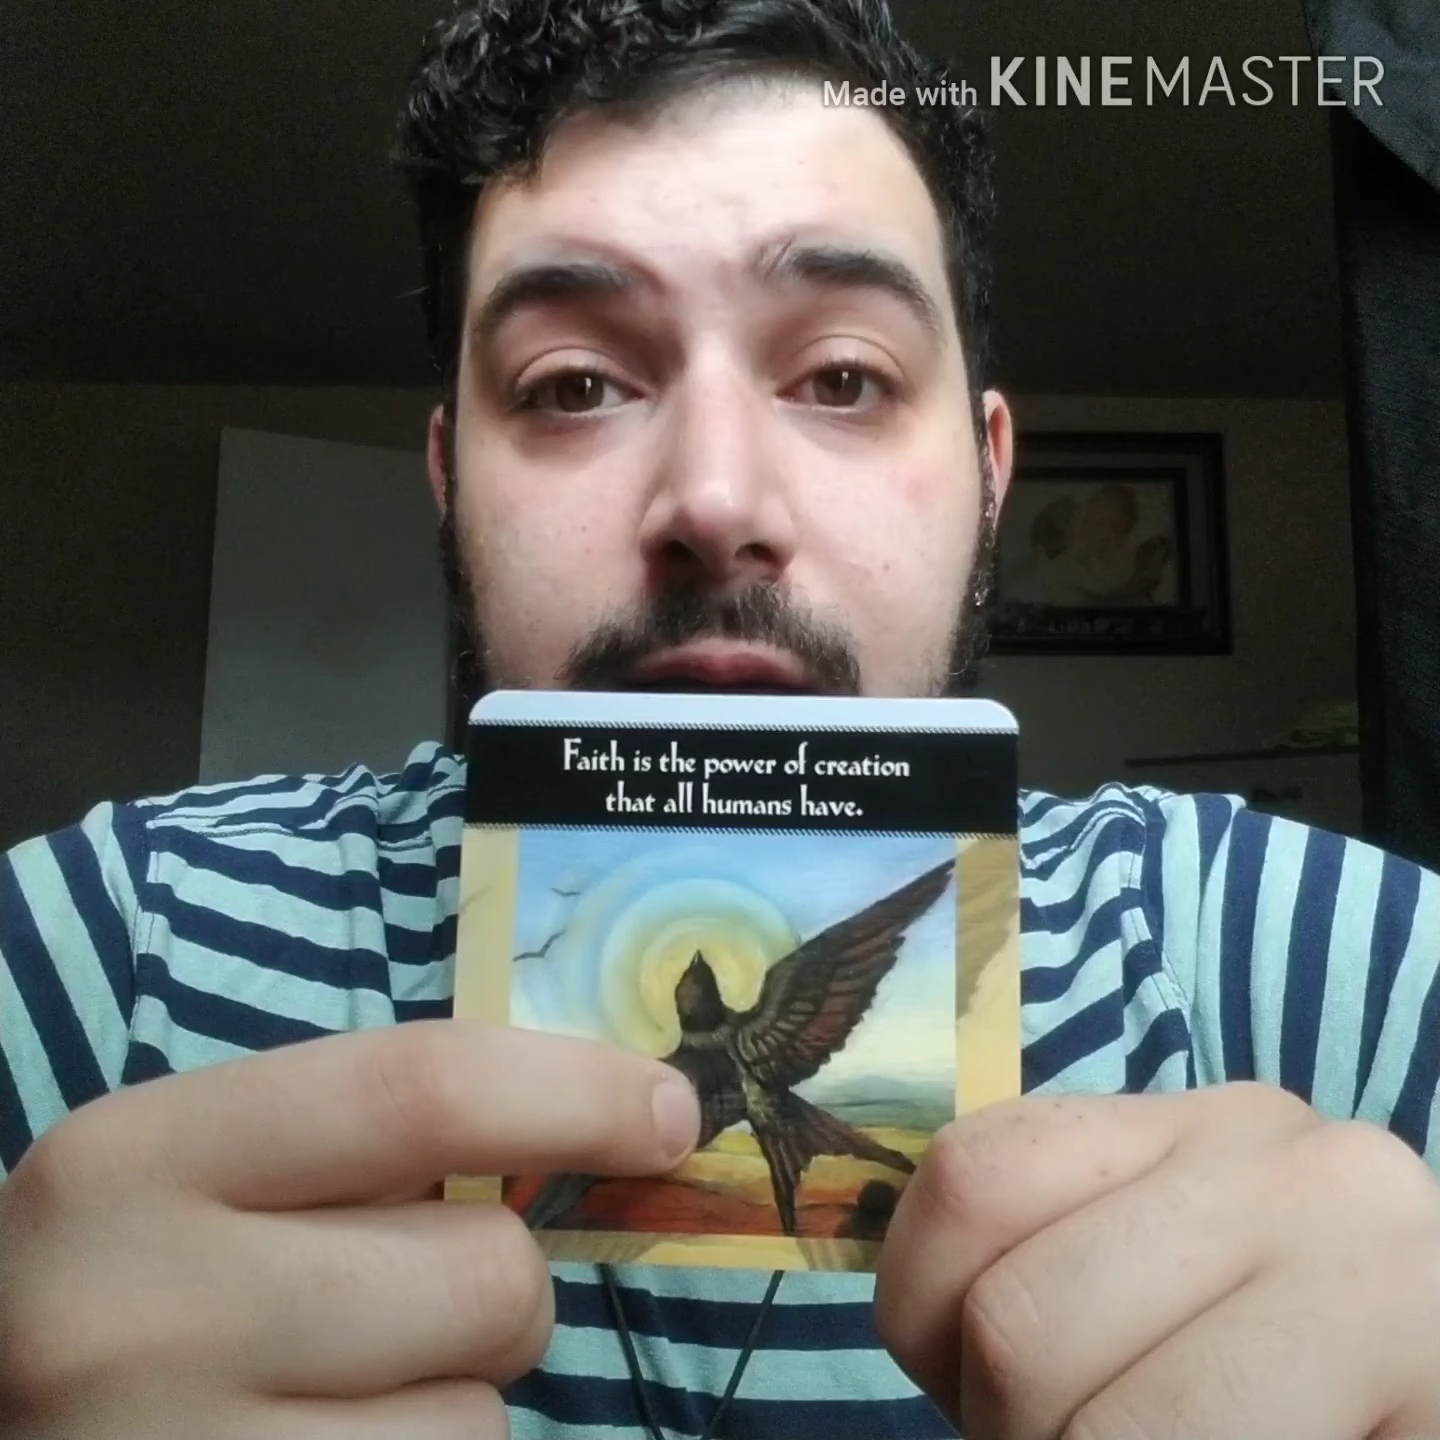 Made with KINEMASTER
Faith is the power of creation
that all humans have.